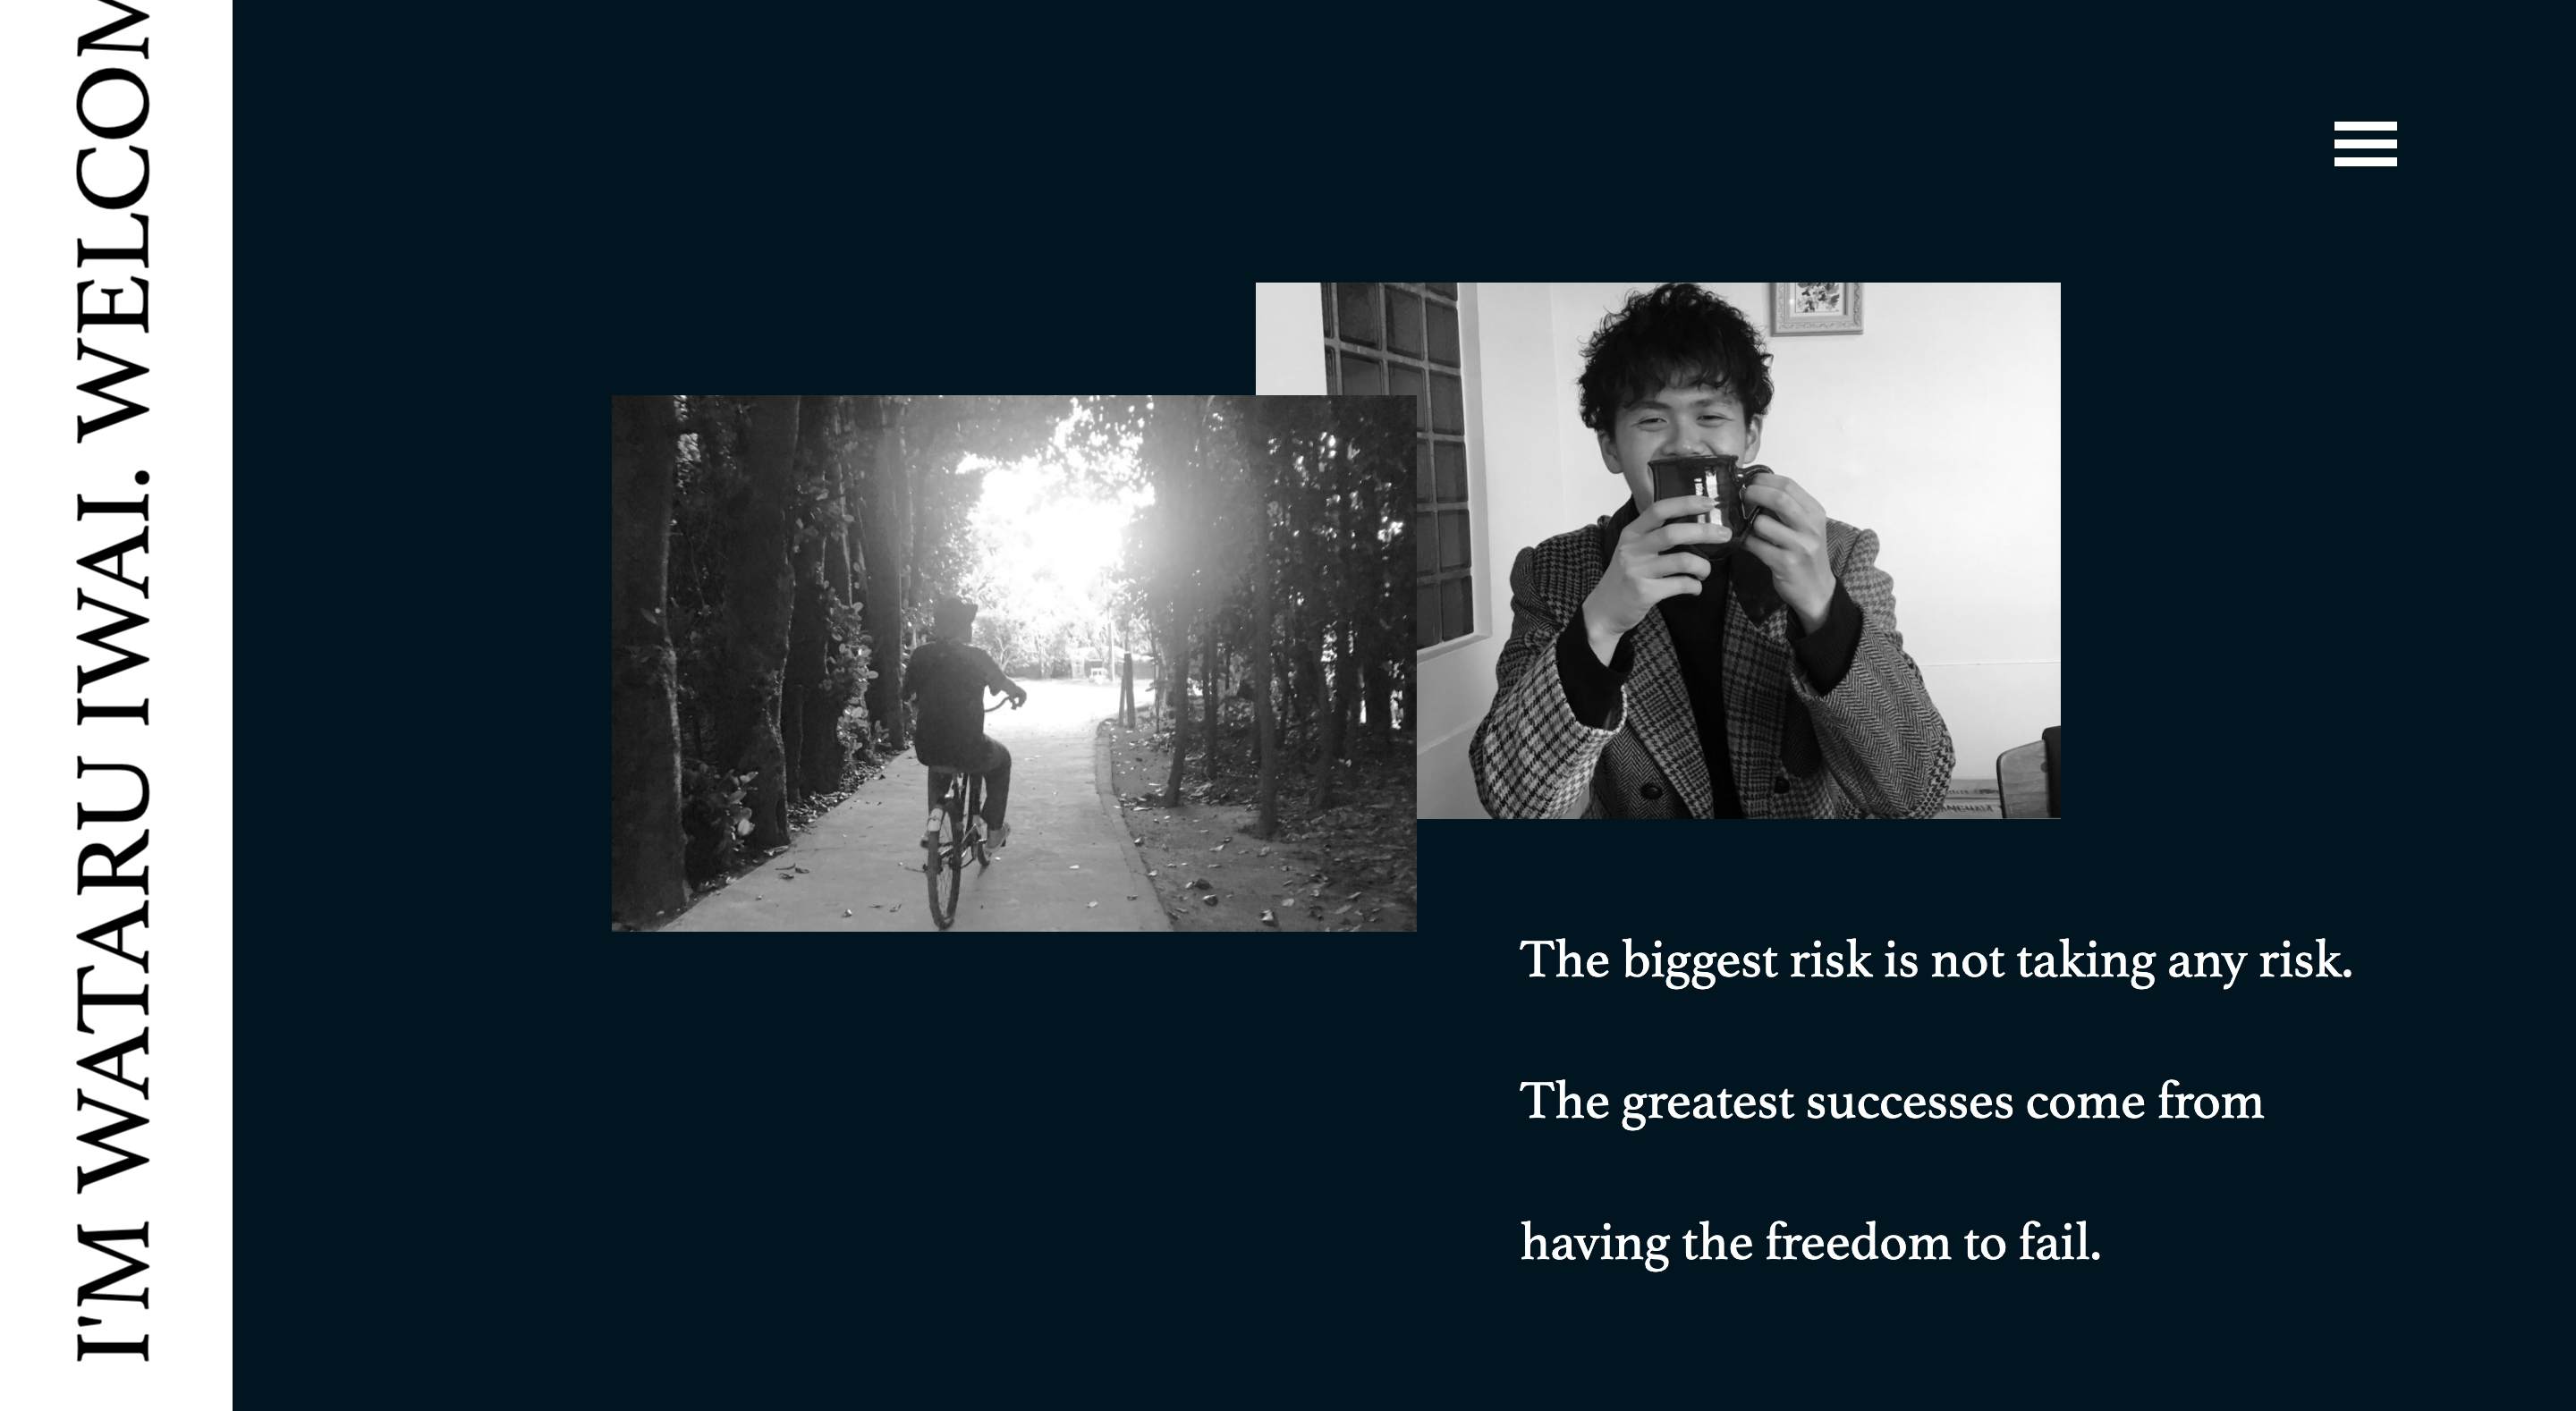 I'M WATARU IWAI. WELCOM
The biggest risk is not taking any risk.
The greatest successes come from
having the freedom to fail.